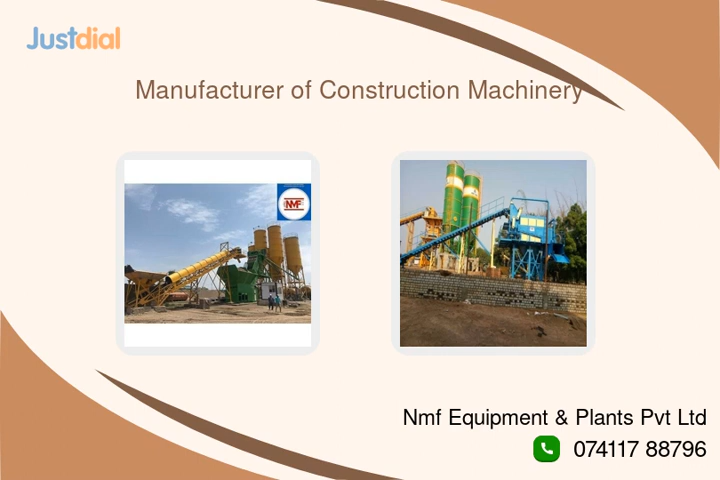 Justdial
Manufacturer of Construction Machinery
NMF
Nmf Equipment & Plants Pvt Ltd
074117 88796